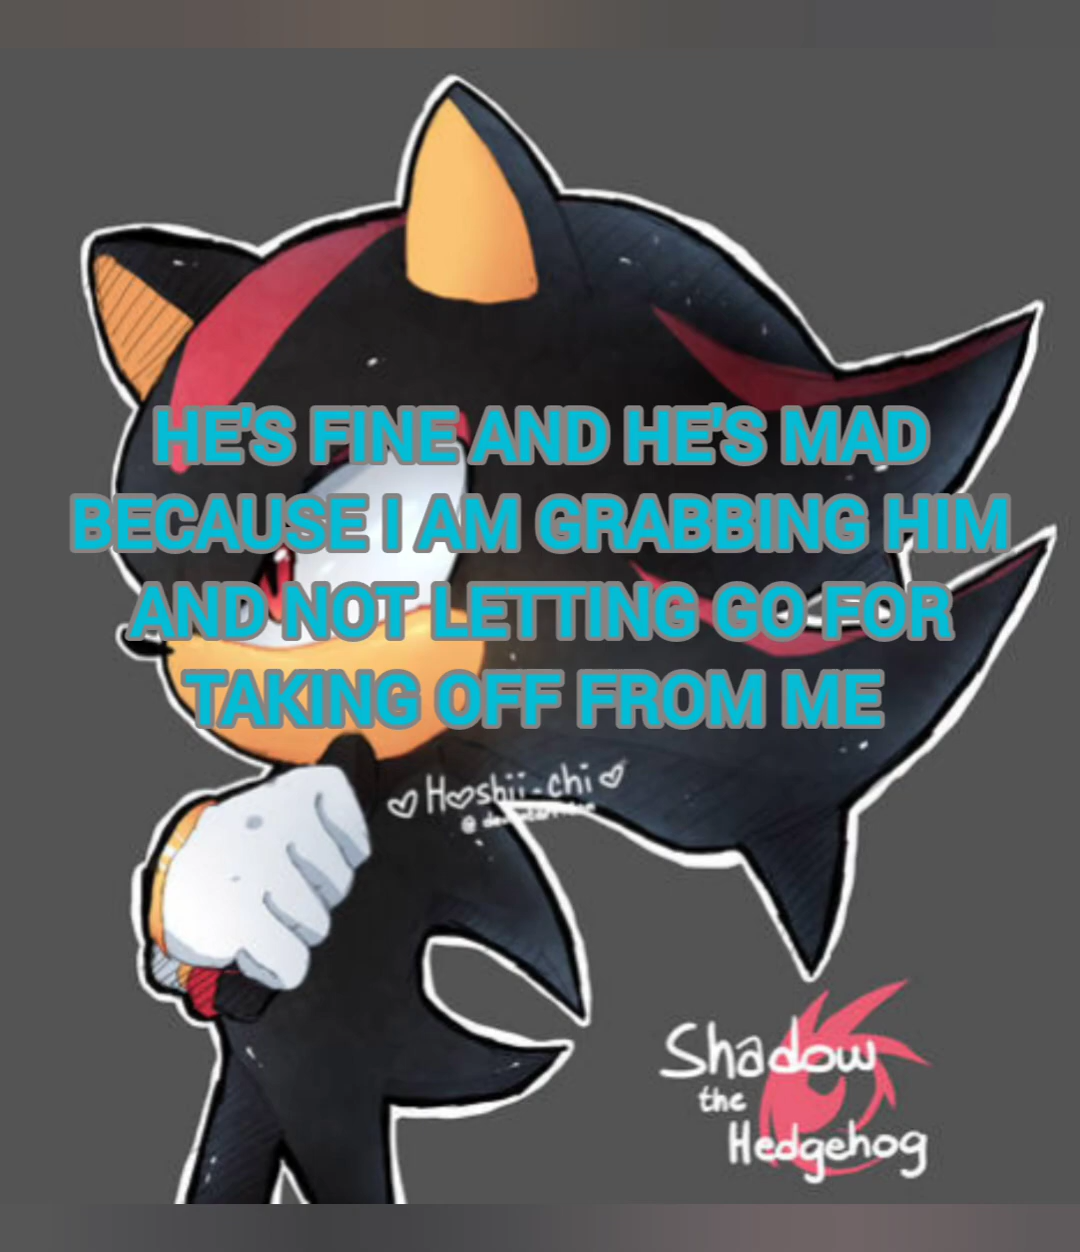 HE'S FINE AND HE'S MAD
BECAUSE I AM GRABBING HIM
AND NOT LETTING GO FOR
TAKING OFF FROM ME
♡ H♡shii-chi ♡
@
Shadow
the
Hedgehog